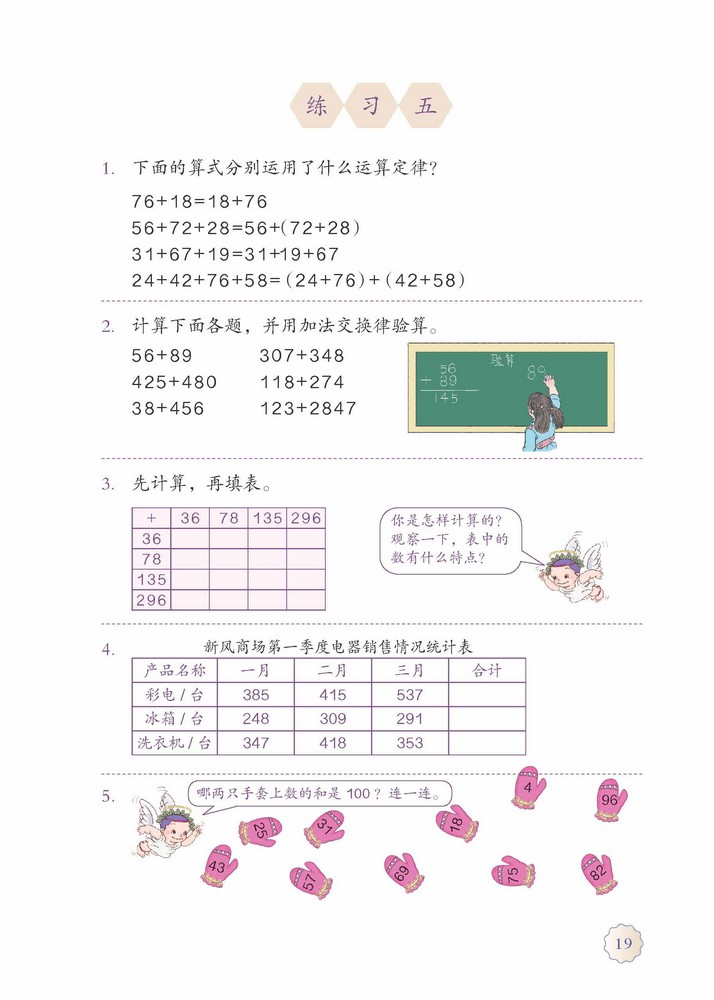 练习五
1. 下面的算式分别运用了什么运算定律？
76+18=18+76
56+72+28=56+(72+28)
31+67+19=31+19+67
24+42+76+58=(24+76)+(42+58)
2. 计算下面各题，并用加法交换律验算。
56+89 307+348
425+480 118+274
38+456 123+2847
验算
56
+ 89
145
89
3. 先计算，再填表。
+ 36 78 135 296
36
78
135
296
你是怎样计算的？
观察一下，表中的
数有什么特点？
4. 新风商场第一季度电器销售情况统计表
产品名称 一月 二月 三月 合计
彩电/台 385 415 537
冰箱/台 248 309 291
洗衣机/台 347 418 353
5. 哪两只手套上数的和是100？连一连。
25 31 18 4 96
43 57 69 75 82
19